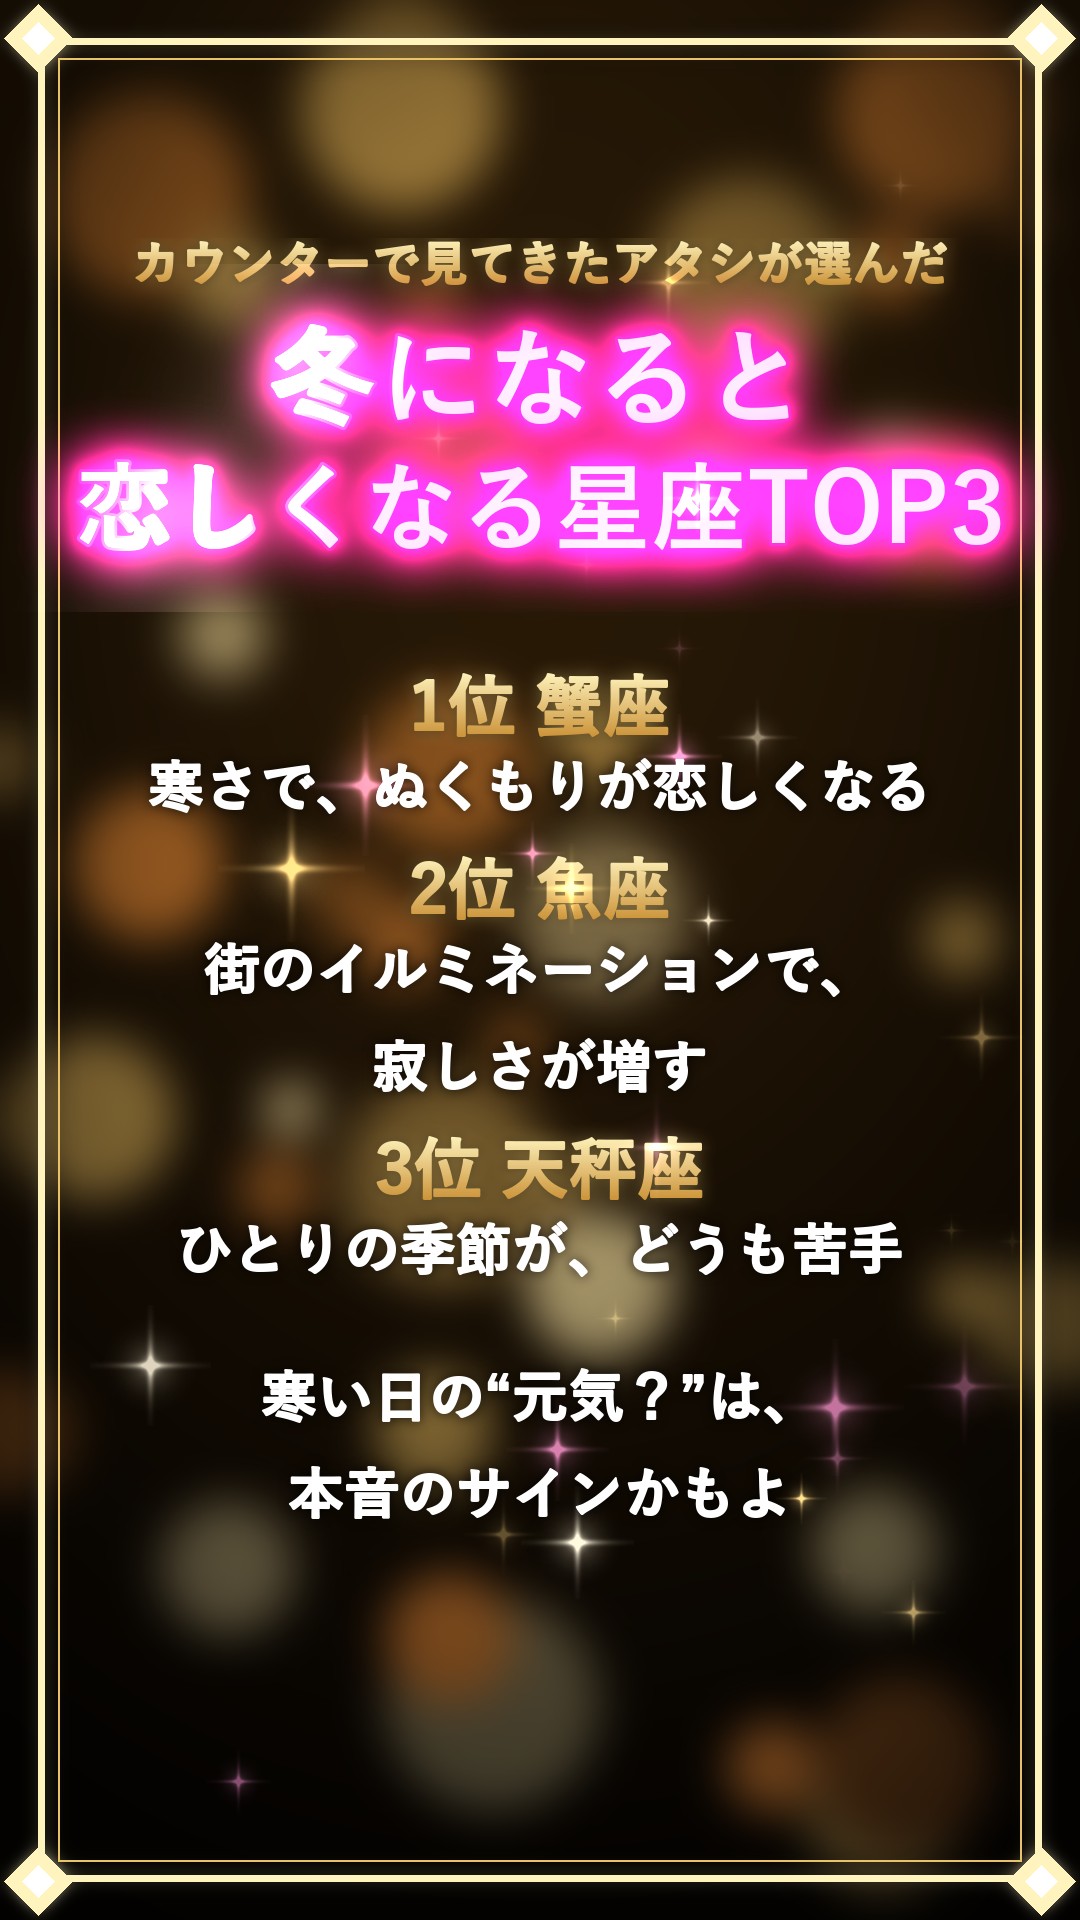 カウンターで見てきたアタシが選んだ
冬になると
恋しくなる星座TOP3
1位 蟹座
寒さで、ぬくもりが恋しくなる
2位 魚座
街のイルミネーションで、
寂しさが増す
3位 天秤座
ひとりの季節が、どうも苦手
寒い日の“元気？”は、
本音のサインかもよ